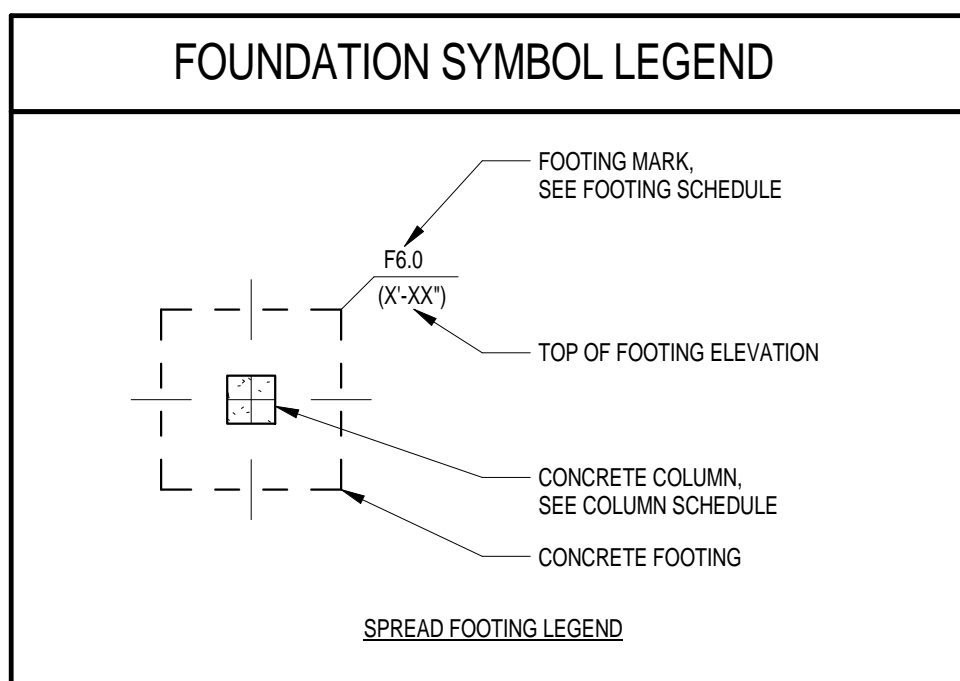 FOUNDATION SYMBOL LEGEND
FOOTING MARK,
SEE FOOTING SCHEDULE
F6.0
(X'-XX")
TOP OF FOOTING ELEVATION
CONCRETE COLUMN,
SEE COLUMN SCHEDULE
CONCRETE FOOTING
SPREAD FOOTING LEGEND